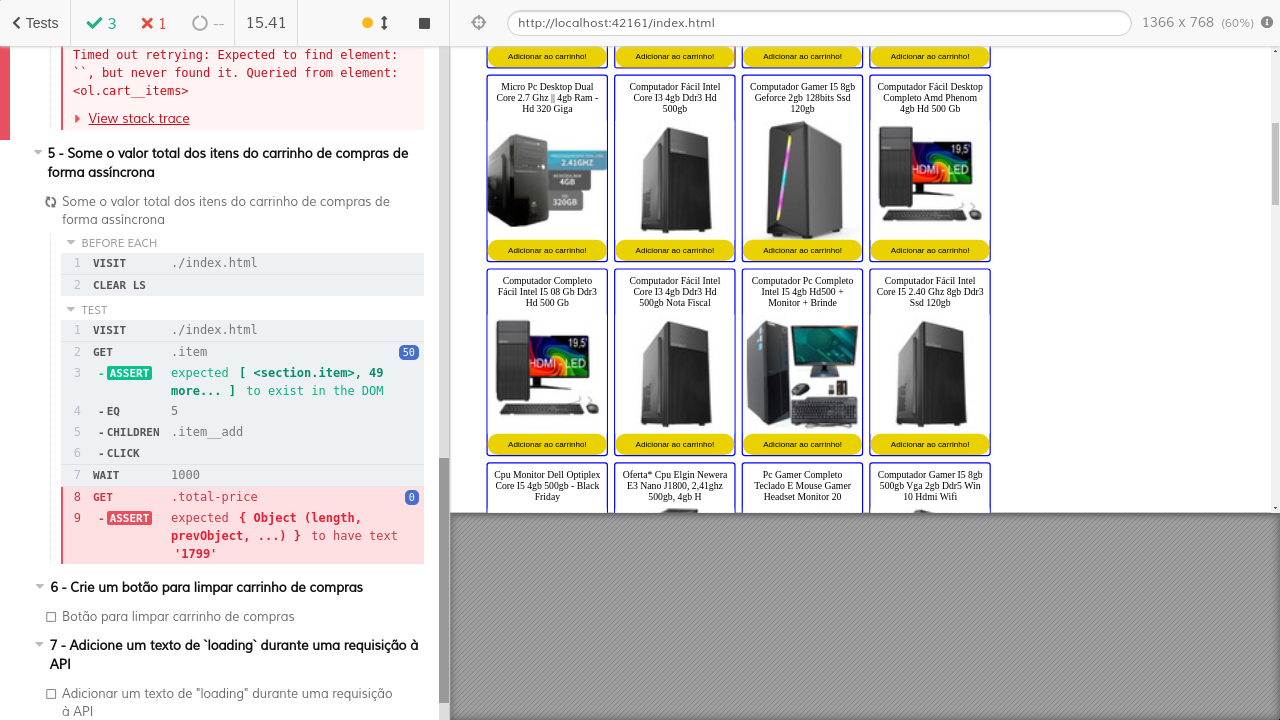 Tests
3
1
--
15.41
http://localhost:42161/index.html
1366 x 768 (60%)
Timed out retrying: Expected to find element:
``, but never found it. Queried from element:
<ol.cart__items>
View stack trace
5 - Some o valor total dos itens do carrinho de compras de
forma assíncrona
Some o valor total dos itens do carrinho de compras de
forma assíncrona
BEFORE EACH
1 VISIT ./index.html
2 CLEAR LS
TEST
1 VISIT ./index.html
2 GET .item 50
3 -ASSERT expected [ <section.item>, 49
more... ] to exist in the DOM
4 -EQ 5
5 -CHILDREN .item__add
6 -CLICK
7 WAIT 1000
8 GET .total-price 0
9 -ASSERT expected { Object (length,
prevObject, ...) } to have text
'1799'
6 - Crie um botão para limpar carrinho de compras
Botão para limpar carrinho de compras
7 - Adicione um texto de `loading` durante uma requisição à
API
Adicionar um texto de "loading" durante uma requisição
à API
Adicionar ao carrinho!
Adicionar ao carrinho!
Adicionar ao carrinho!
Adicionar ao carrinho!
Micro Pc Desktop Dual
Core 2.7 Ghz || 4gb Ram -
Hd 320 Giga
2.41GHZ
4GB
320GB
Adicionar ao carrinho!
Computador Fácil Intel
Core I3 4gb Ddr3 Hd
500gb
Adicionar ao carrinho!
Computador Gamer I5 8gb
Geforce 2gb 128bits Ssd
120gb
Adicionar ao carrinho!
Computador Fácil Desktop
Completo Amd Phenom
4gb Hd 500 Gb
19,5'
HDMI - LED
Adicionar ao carrinho!
Computador Completo
Fácil Intel I5 08 Gb Ddr3
Hd 500 Gb
19,5'
HDMI - LED
Adicionar ao carrinho!
Computador Fácil Intel
Core I3 4gb Ddr3 Hd
500gb Nota Fiscal
Adicionar ao carrinho!
Computador Pc Completo
Intel I5 4gb Hd500 +
Monitor + Brinde
Adicionar ao carrinho!
Computador Fácil Intel
Core I5 2.40 Ghz 8gb Ddr3
Ssd 120gb
Adicionar ao carrinho!
Cpu Monitor Dell Optiplex
Core I5 4gb 500gb - Black
Friday
Oferta* Cpu Elgin Newera
E3 Nano J1800, 2,41ghz
500gb, 4gb H
Pc Gamer Completo
Teclado E Mouse Gamer
Headset Monitor 20
Computador Gamer I5 8gb
500gb Vga 2gb Ddr5 Win
10 Hdmi Wifi